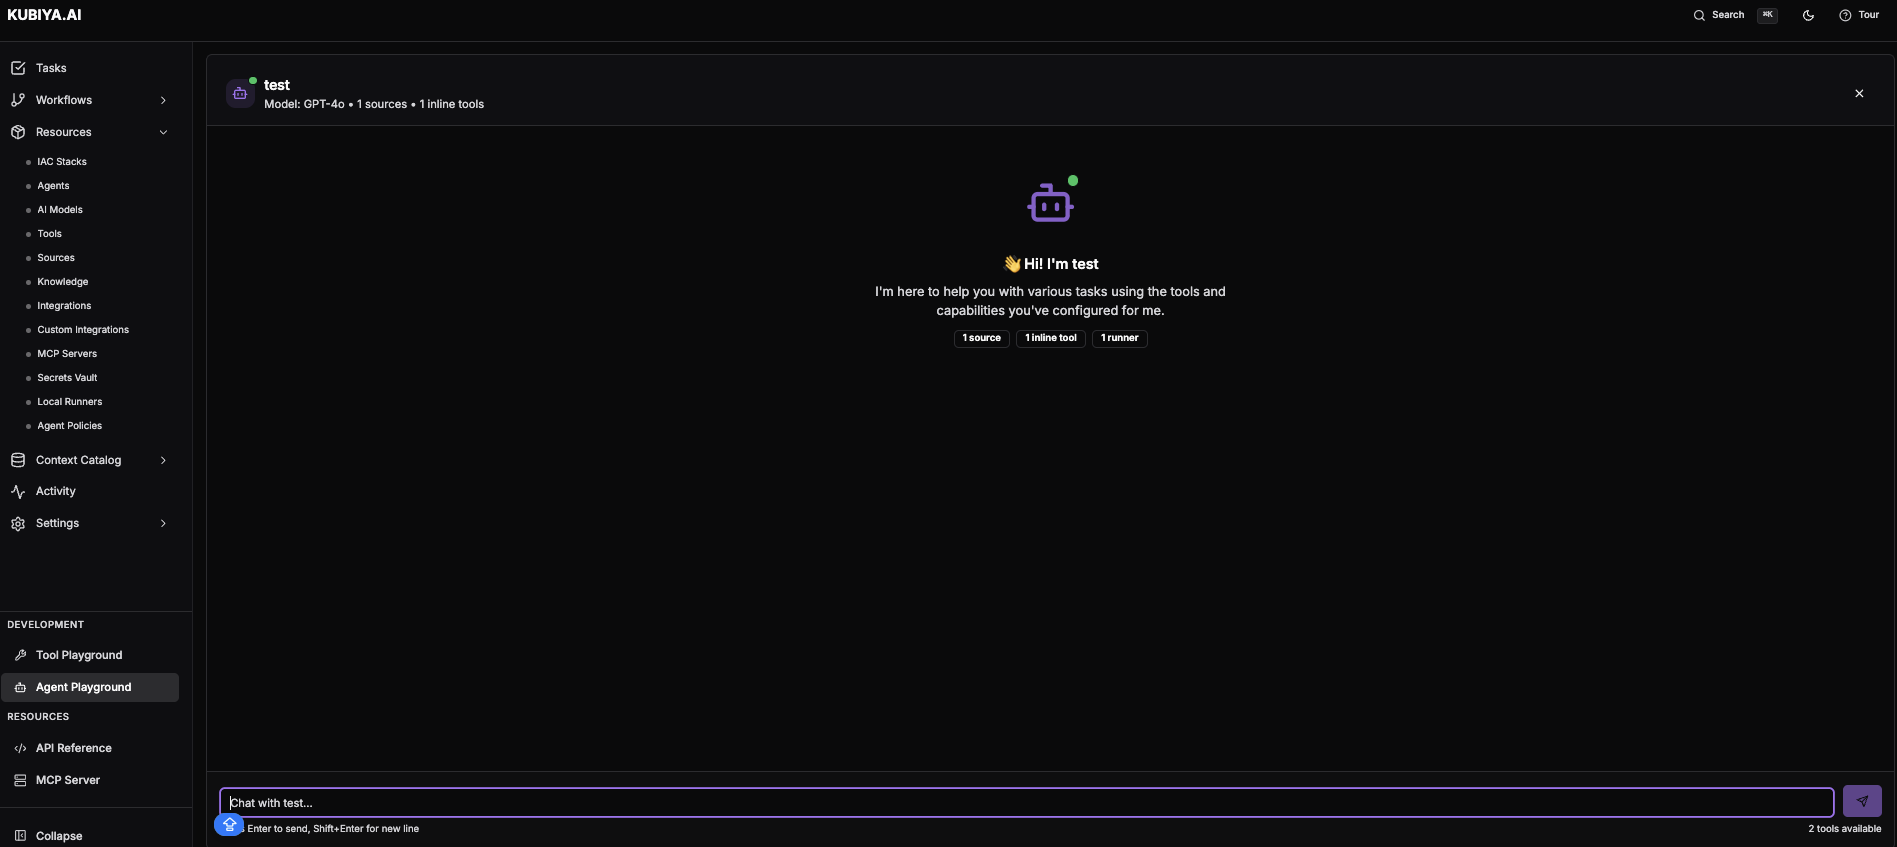 KUBIYA.AI
Search ⌘K Tour
Tasks
Workflows
Resources
IAC Stacks
Agents
AI Models
Tools
Sources
Knowledge
Integrations
Custom Integrations
MCP Servers
Secrets Vault
Local Runners
Agent Policies
Context Catalog
Activity
Settings
DEVELOPMENT
Tool Playground
Agent Playground
RESOURCES
API Reference
MCP Server
Collapse
test
Model: GPT-4o • 1 sources • 1 inline tools
👋 Hi! I'm test
I'm here to help you with various tasks using the tools and
capabilities you've configured for me.
1 source 1 inline tool 1 runner
Chat with test...
Enter to send, Shift+Enter for new line
2 tools available